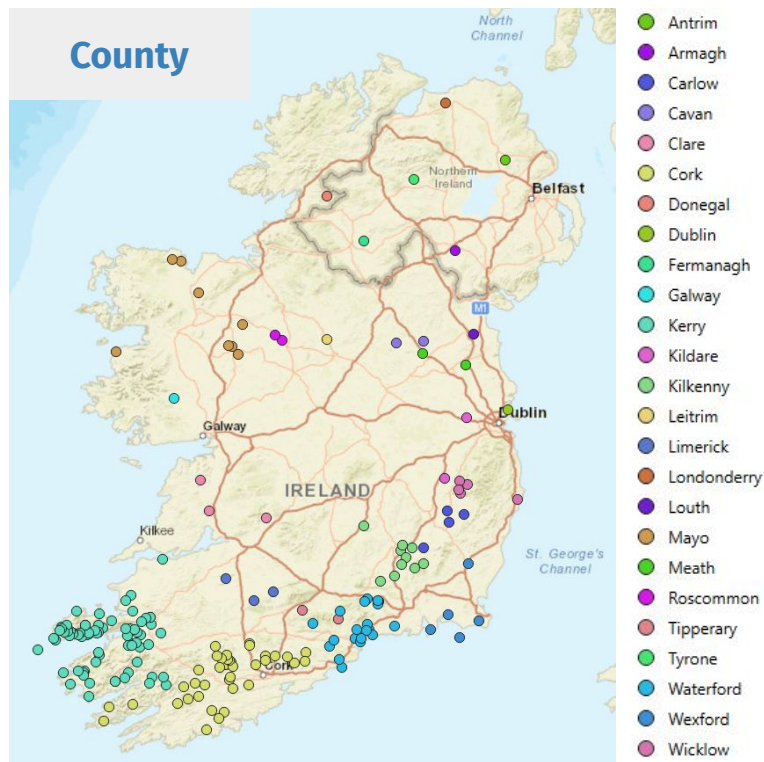 County
North
Channel
Northern
Ireland
Belfast
M1
Dublin
Galway
IRELAND
Kilkee
St. George's
Channel
Cork
Antrim
Armagh
Carlow
Cavan
Clare
Cork
Donegal
Dublin
Fermanagh
Galway
Kerry
Kildare
Kilkenny
Leitrim
Limerick
Londonderry
Louth
Mayo
Meath
Roscommon
Tipperary
Tyrone
Waterford
Wexford
Wicklow